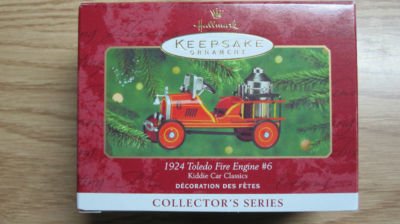 Hallmark
KEEPSAKE
ORNAMENT
1924 Toledo Fire Engine #6
Kiddie Car Classics
DÉCORATION DES FÊTES
COLLECTOR'S SERIES